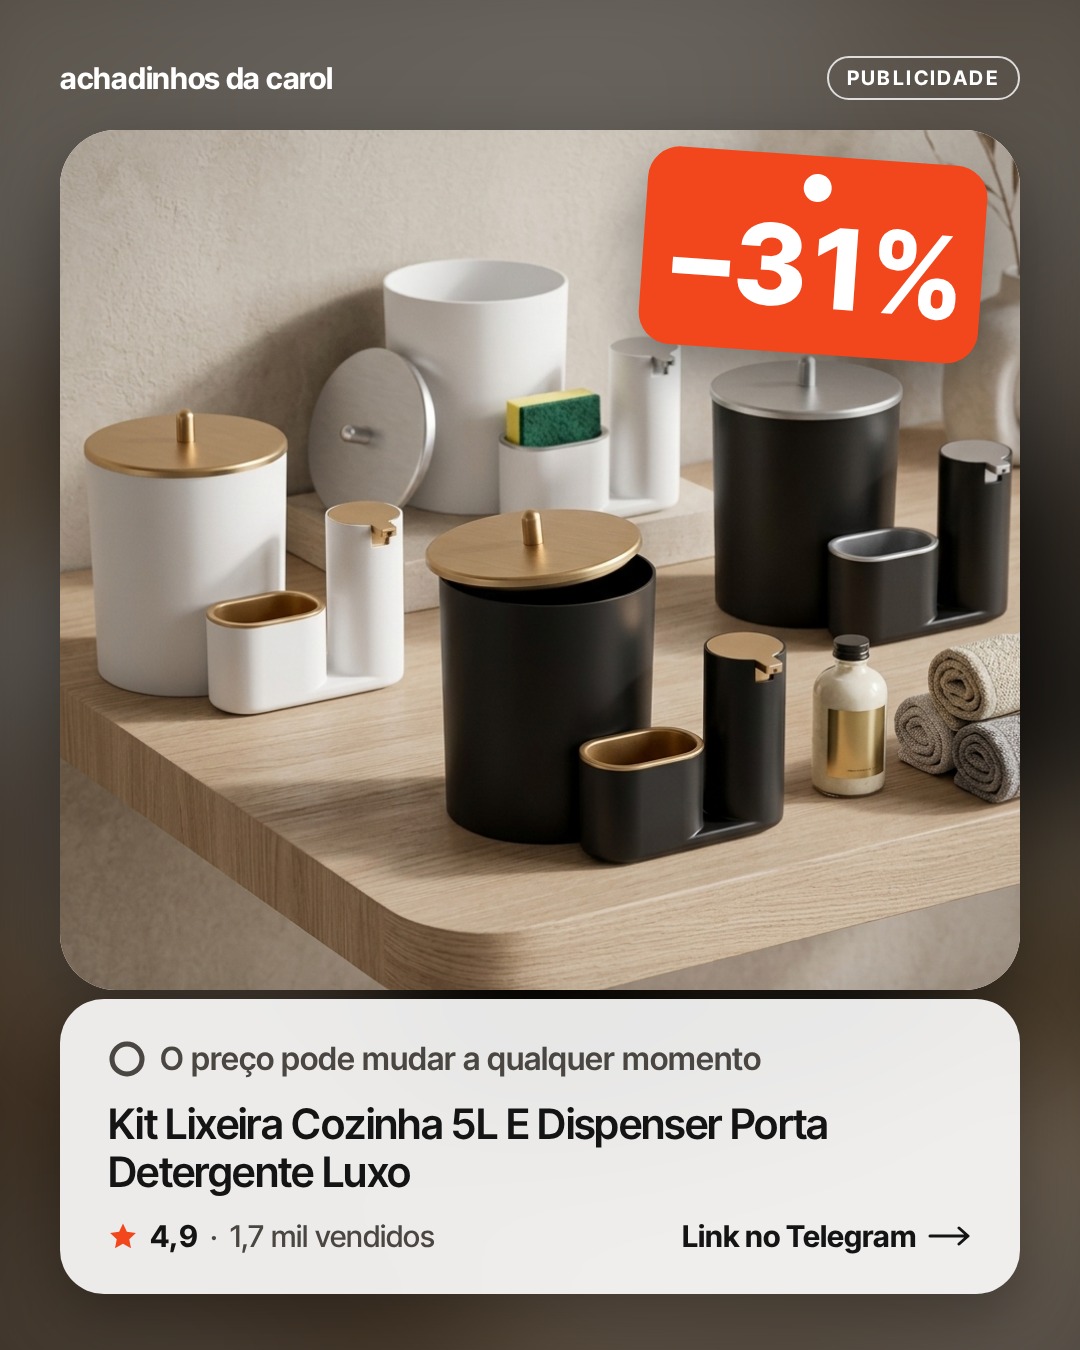 achadinhos da carol
PUBLICIDADE
−31%
O preço pode mudar a qualquer momento
Kit Lixeira Cozinha 5L E Dispenser Porta
Detergente Luxo
4,9 · 1,7 mil vendidos
Link no Telegram →